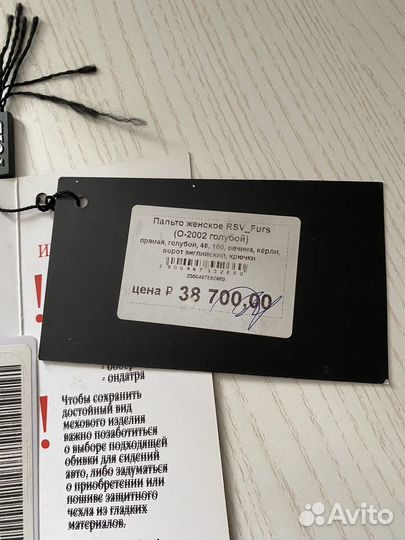 Пальто женское RSV_Furs
(О-2002 голубой)
прямая, голубой, 46, 100, овчина, кёрли,
ворот английский, крючки
цена ₽ 38 700,00
И
!
- ондатра
!
Чтобы сохранить
достойный вид
мехового изделия
важно позаботиться
о выборе подходящей
обивки для сидений
авто, либо задуматься
о приобретении или
пошиве защитного
чехла из гладких
материалов.
Avito